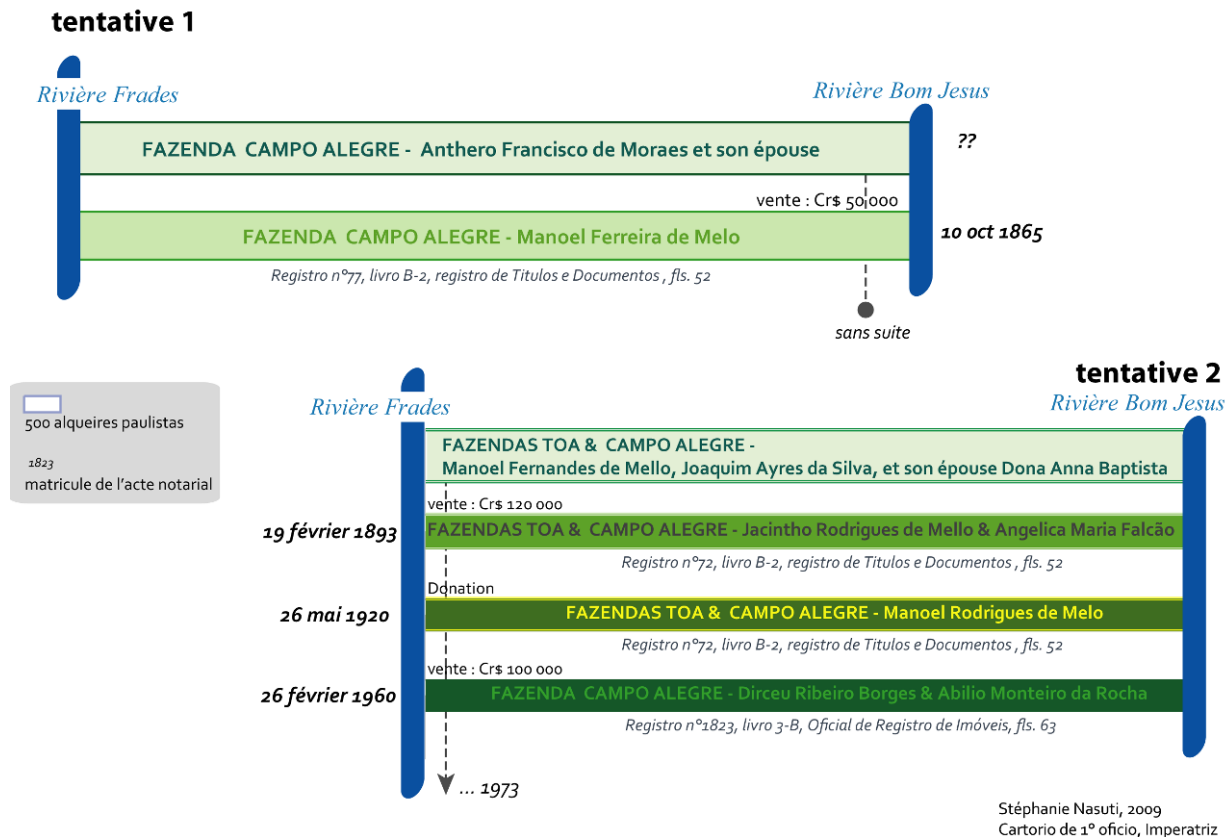 tentative 1
Rivière Frades
Rivière Bom Jesus
FAZENDA CAMPO ALEGRE - Anthero Francisco de Moraes et son épouse
??
vente : Cr$ 50 000
FAZENDA CAMPO ALEGRE - Manoel Ferreira de Melo
10 oct 1865
Registro n°77, livro B-2, registro de Titulos e Documentos , fls. 52
sans suite
tentative 2
Rivière Frades
Rivière Bom Jesus
500 alqueires paulistas
1823
matricule de l'acte notarial
FAZENDAS TOA & CAMPO ALEGRE -
Manoel Fernandes de Mello, Joaquim Ayres da Silva, et son épouse Dona Anna Baptista
vente : Cr$ 120 000
19 février 1893
FAZENDAS TOA & CAMPO ALEGRE - Jacintho Rodrigues de Mello & Angelica Maria Falcão
Registro n°72, livro B-2, registro de Titulos e Documentos , fls. 52
Donation
26 mai 1920
FAZENDAS TOA & CAMPO ALEGRE - Manoel Rodrigues de Melo
Registro n°72, livro B-2, registro de Titulos e Documentos , fls. 52
vente : Cr$ 100 000
26 février 1960
FAZENDA CAMPO ALEGRE - Dirceu Ribeiro Borges & Abilio Monteiro da Rocha
Registro n°1823, livro 3-B, Oficial de Registro de Imóveis, fls. 63
... 1973
Stéphanie Nasuti, 2009
Cartorio de 1° oficio, Imperatriz